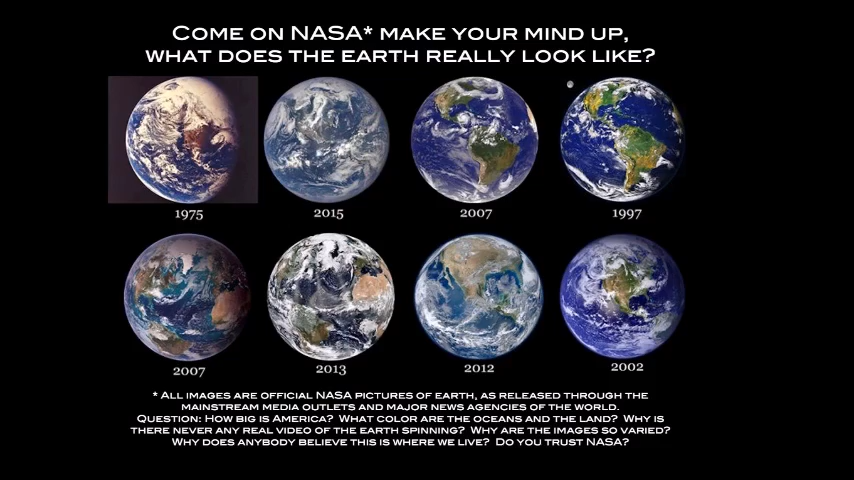 Come on NASA* make your mind up,
what does the earth really look like?
1975 2015 2007 1997
2007 2013 2012 2002
* All images are official NASA pictures of earth, as released through the
mainstream media outlets and major news agencies of the world.
Question: How big is America? What color are the oceans and the land? Why is
there never any real video of the earth spinning? Why are the images so varied?
Why does anybody believe this is where we live? Do you trust NASA?